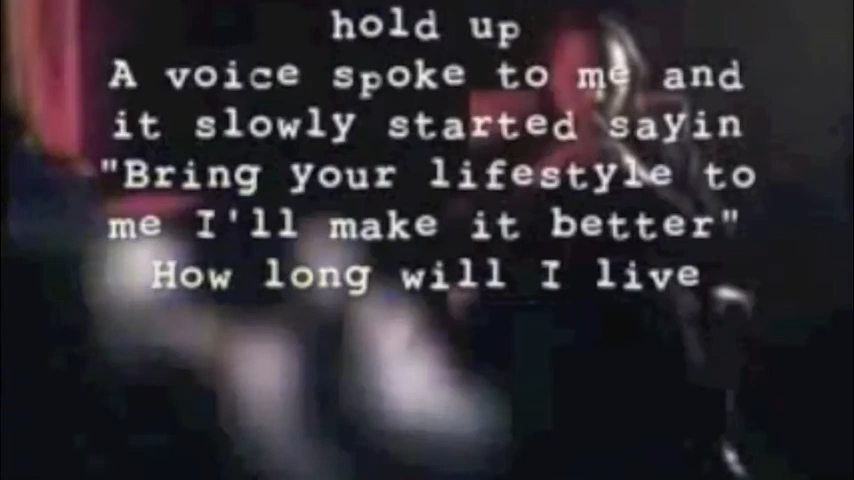 hold up
A voice spoke to me and
it slowly started sayin
"Bring your lifestyle to
me I'll make it better"
How long will I live